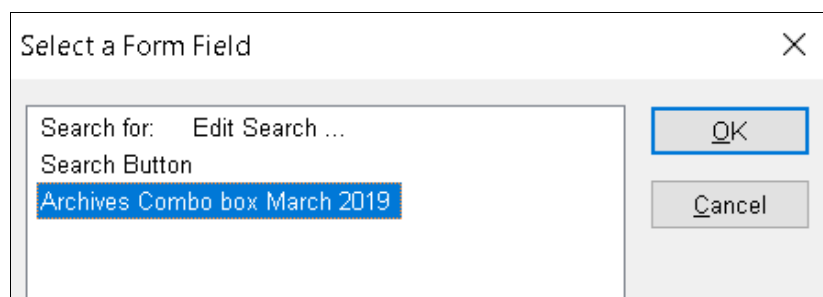 Select a Form Field
Search for: Edit Search ...
OK
Search Button
Archives Combo box March 2019
Cancel